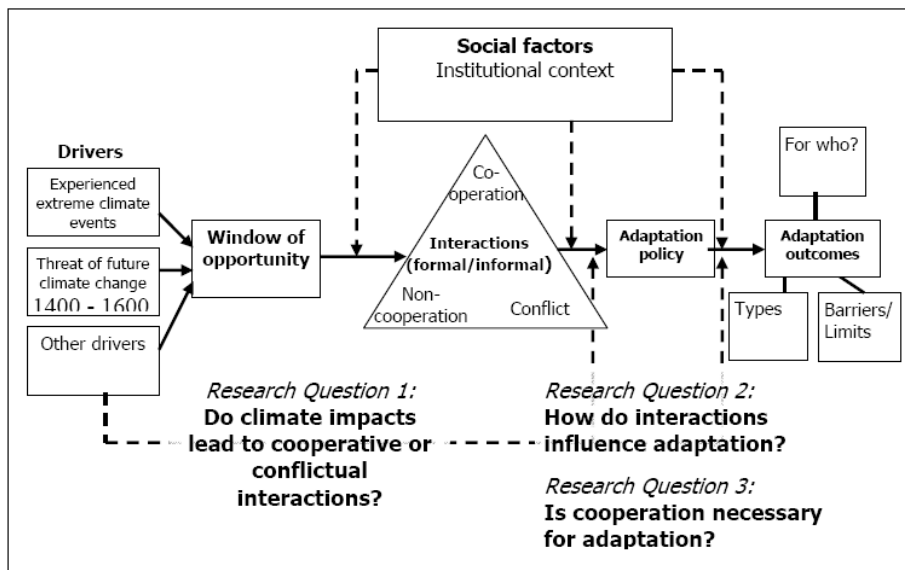 Social factors
Institutional context
Drivers
Experienced
extreme climate
events
Threat of future
climate change
1400 - 1600
Other drivers
Window of
opportunity
Co-
operation
Interactions
(formal/informal)
Non-
cooperation
Conflict
Adaptation
policy
For who?
Adaptation
outcomes
Types
Barriers/
Limits
Research Question 1:
Do climate impacts
lead to cooperative or
conflictual
interactions?
Research Question 2:
How do interactions
influence adaptation?
Research Question 3:
Is cooperation necessary
for adaptation?